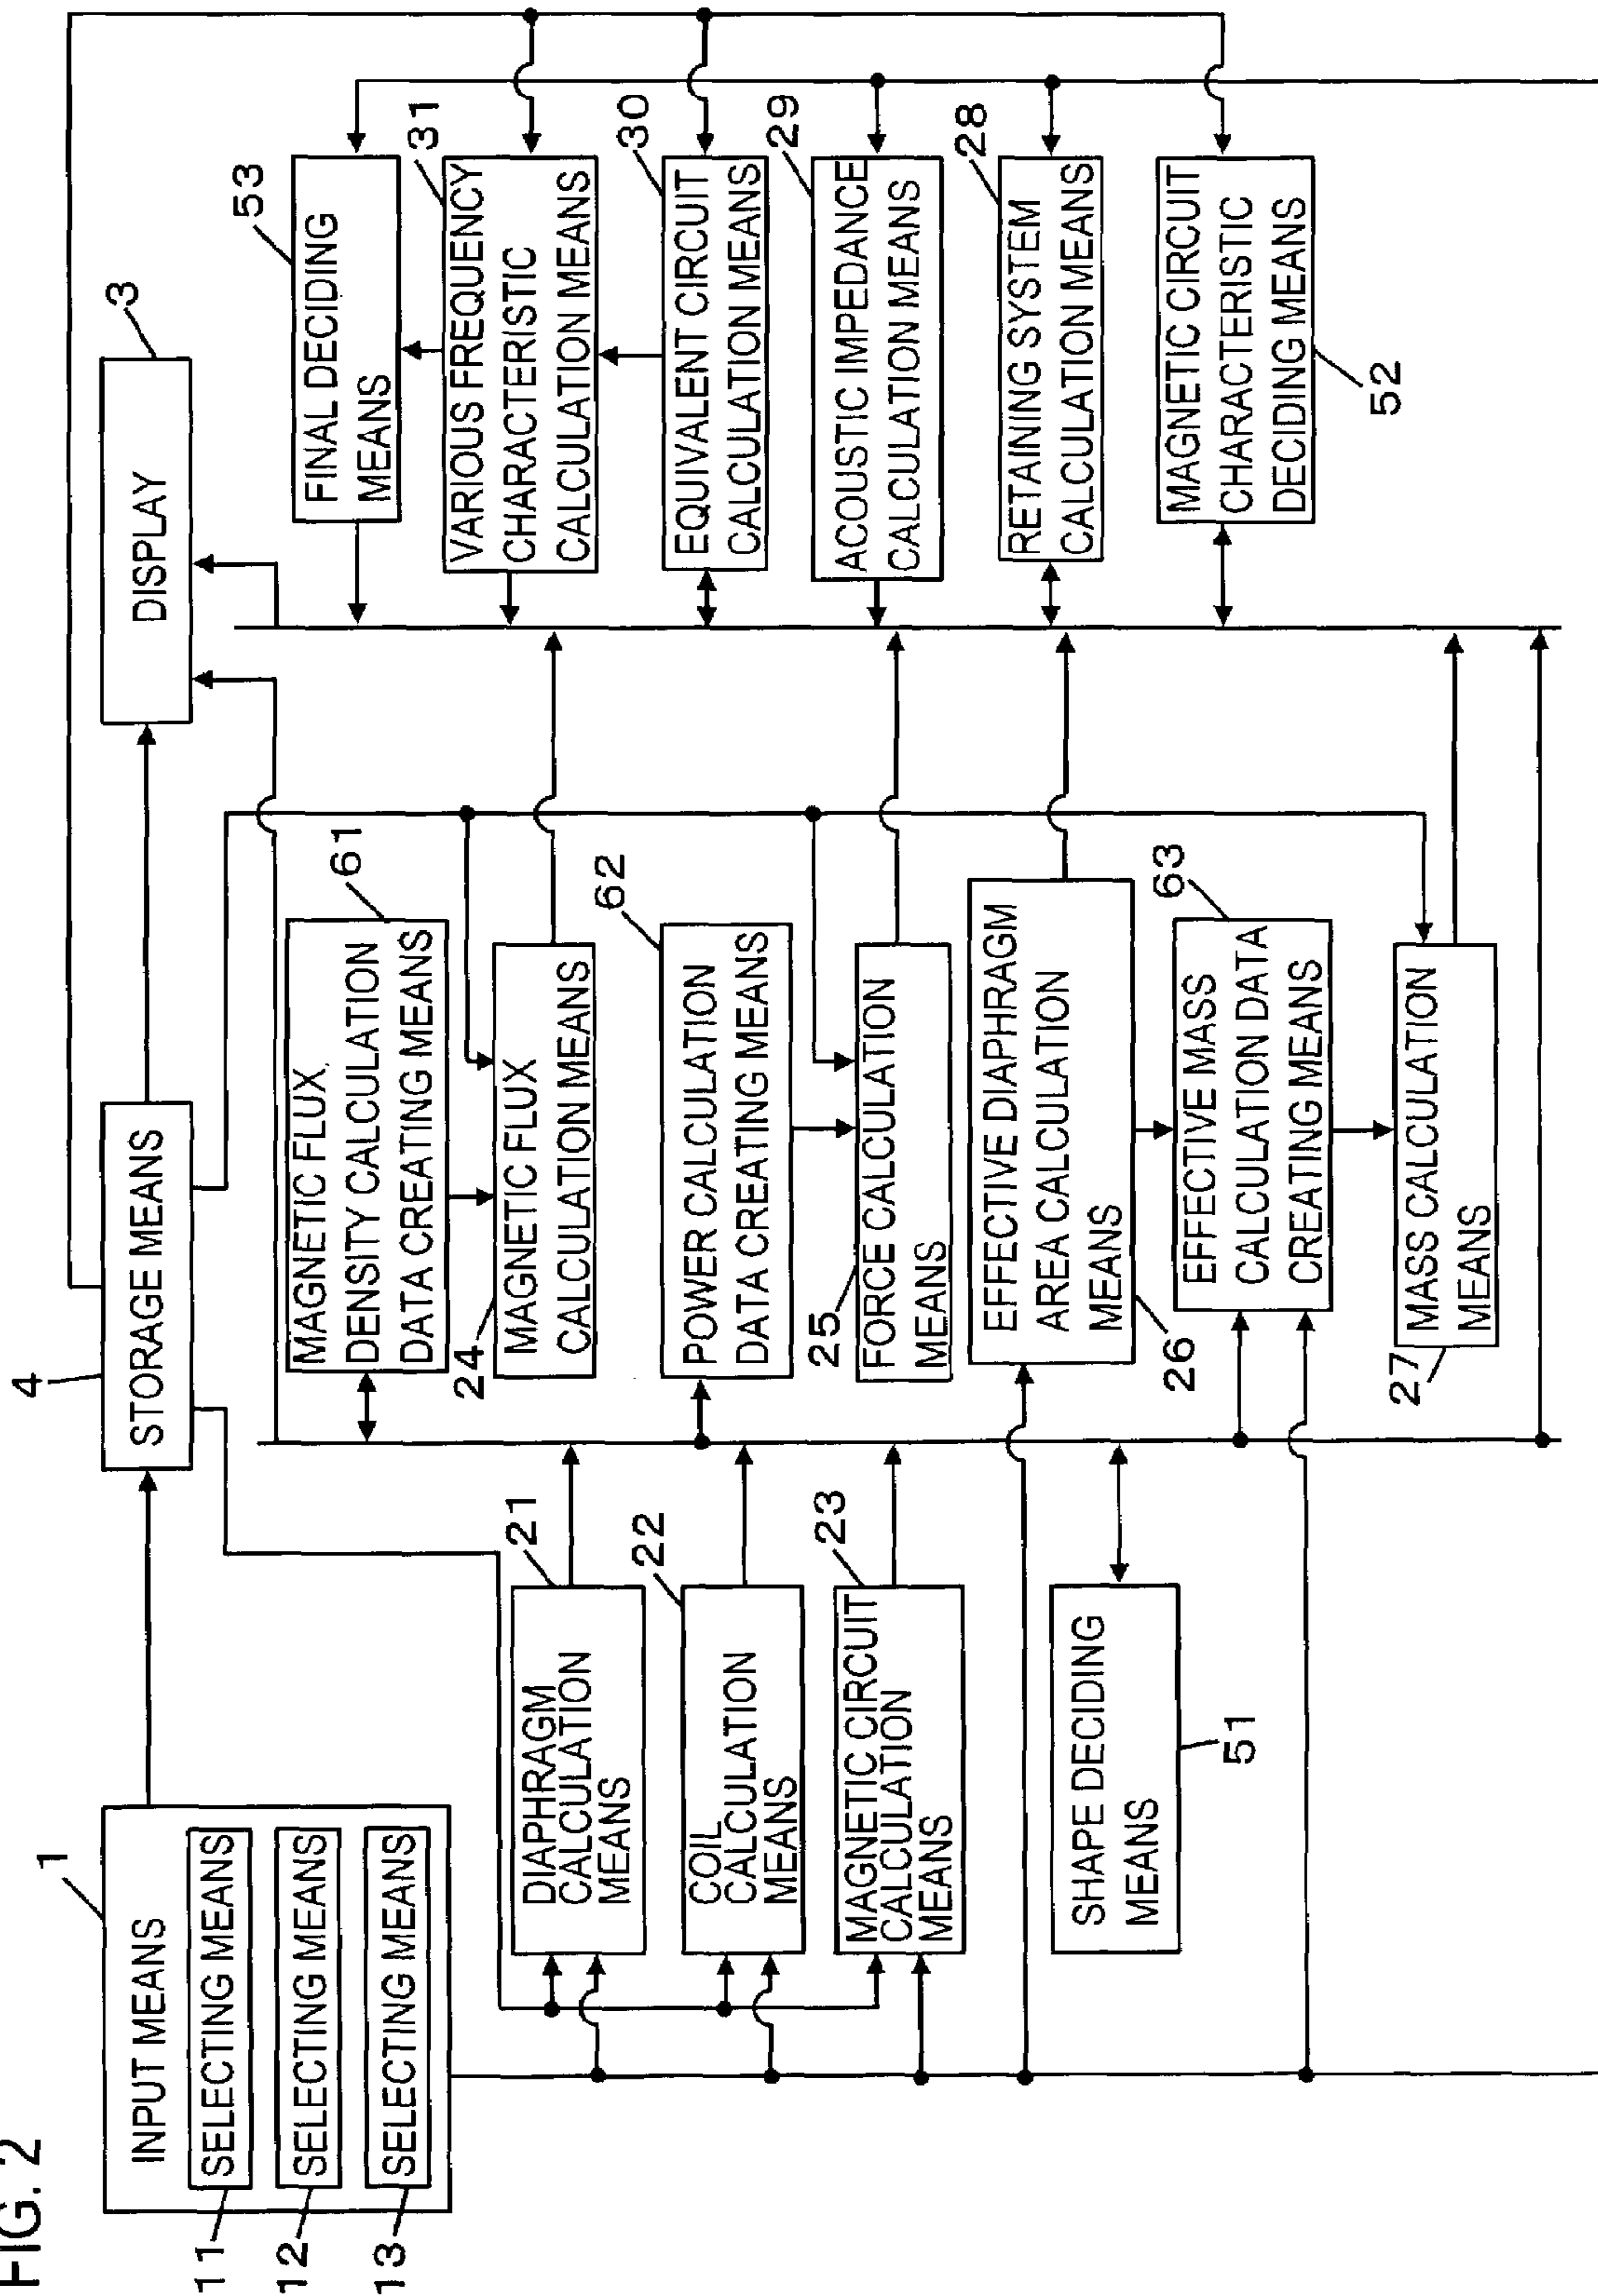 FIG. 2
1
INPUT MEANS
SELECTING MEANS
SELECTING MEANS
SELECTING MEANS
11
12
13
4
STORAGE MEANS
3
DISPLAY
21
DIAPHRAGM
CALCULATION
MEANS
22
COIL
CALCULATION
MEANS
23
MAGNETIC CIRCUIT
CALCULATION
MEANS
SHAPE DECIDING
MEANS
51
61
MAGNETIC FLUX
DENSITY CALCULATION
DATA CREATING MEANS
24
MAGNETIC FLUX
CALCULATION MEANS
62
POWER CALCULATION
DATA CREATING MEANS
25
FORCE CALCULATION
MEANS
EFFECTIVE DIAPHRAGM
AREA CALCULATION
MEANS
26
63
EFFECTIVE MASS
CALCULATION DATA
CREATING MEANS
MASS CALCULATION
MEANS
27
53
FINAL DECIDING
MEANS
31
VARIOUS FREQUENCY
CHARACTERISTIC
CALCULATION MEANS
30
EQUIVALENT CIRCUIT
CALCULATION MEANS
29
ACOUSTIC IMPEDANCE
CALCULATION MEANS
28
RETAINING SYSTEM
CALCULATION MEANS
MAGNETIC CIRCUIT
CHARACTERISTIC
DECIDING MEANS
52